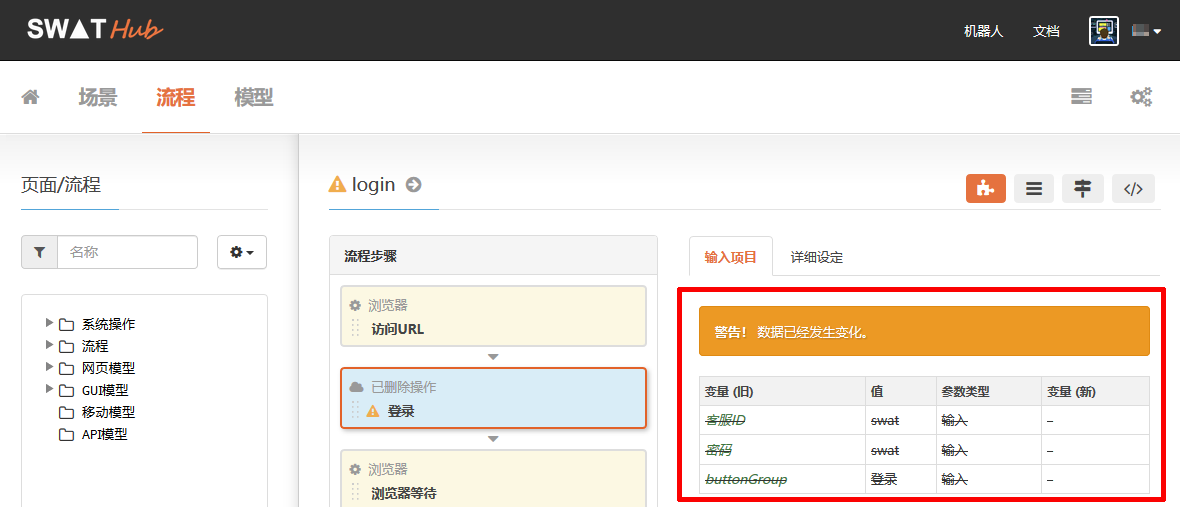 SWAT Hub
机器人 文档
场景 流程 模型
页面/流程
login
名称
系统操作
流程
网页模型
GUI模型
移动模型
API模型
流程步骤
浏览器
访问URL
已删除操作
登录
浏览器
浏览器等待
输入项目 详细设定
警告! 数据已经发生变化。
变量 (旧) 值 参数类型 变量 (新)
客服ID swat 输入 –
密码 swat 输入 –
buttonGroup 登录 输入 –